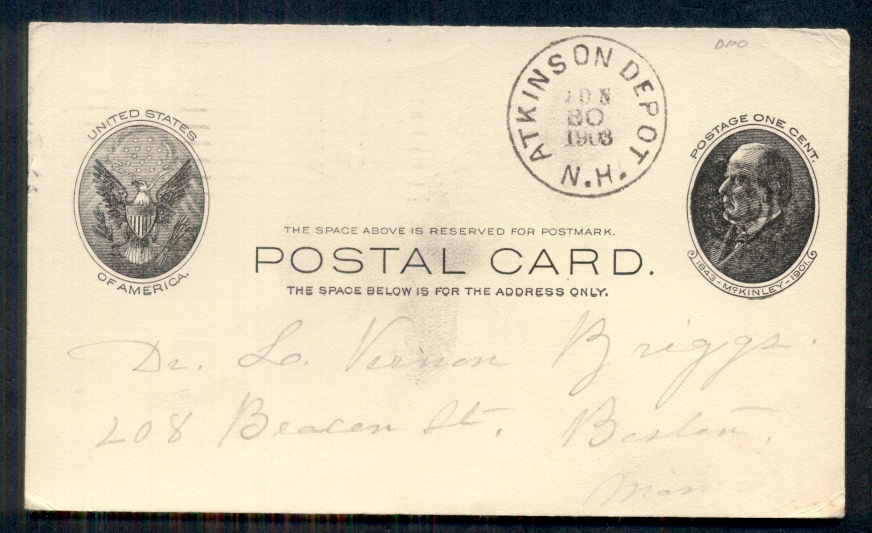 DPO
ATKINSON DEPOT.
JUN
30
1903
N.H.
UNITED STATES
OF AMERICA.
POSTAGE ONE CENT.
1843-McKINLEY-1901.
THE SPACE ABOVE IS RESERVED FOR POSTMARK.
POSTAL CARD.
THE SPACE BELOW IS FOR THE ADDRESS ONLY.
Dr. L. Vernon Briggs.
208 Beacon St. Boston.
Mass